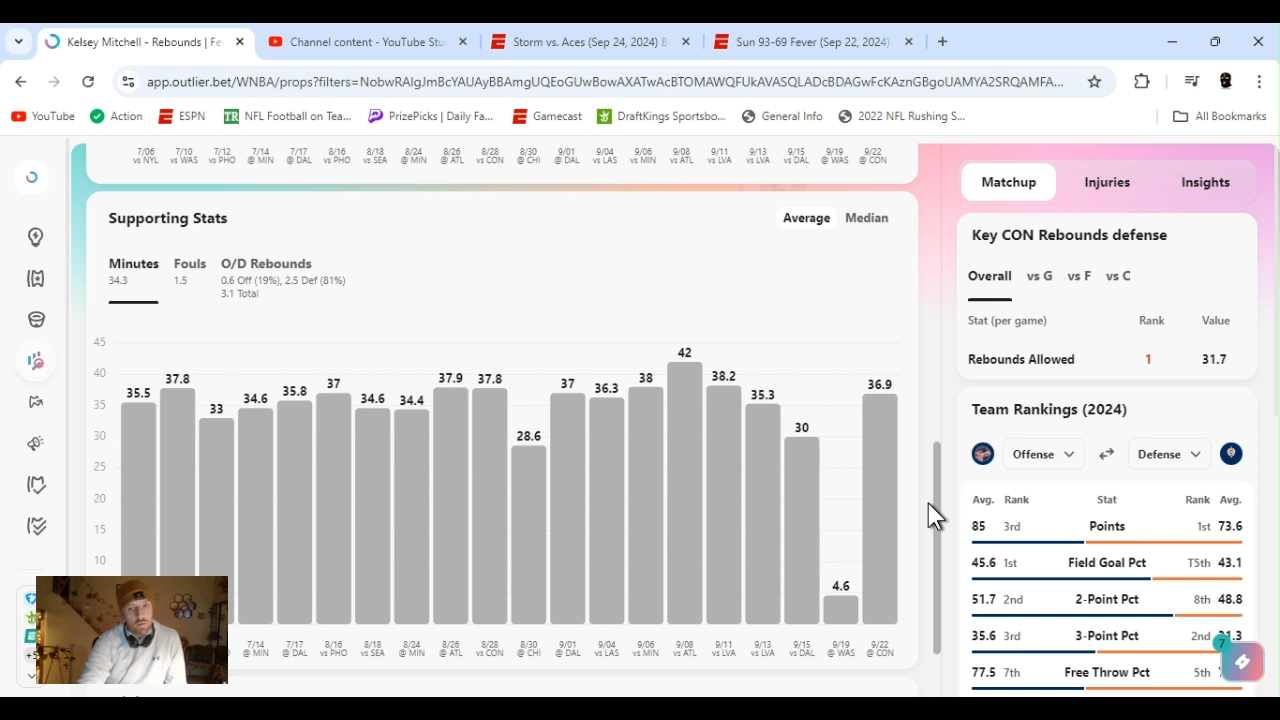 Kelsey Mitchell - Rebounds | Fe
Channel content - YouTube Stu
Storm vs. Aces (Sep 24, 2024) B
Sun 93-69 Fever (Sep 22, 2024)
app.outlier.bet/WNBA/props?filters=NobwRAIgJmBcYAUAyBBAmgUQEoGUwBowAXATwAcBTOMAWQFUkAVASQLADcBDAGwFcKAznGBgoUAMYA2SRQAMFA...
YouTube
Action
ESPN
NFL Football on Tea...
PrizePicks | Daily Fa...
Gamecast
DraftKings Sportsbo...
General Info
2022 NFL Rushing S...
All Bookmarks
7/06 7/10 7/12 7/14 7/17 8/16 8/18 8/24 8/26 8/28 8/30 9/01 9/04 9/06 9/08 9/11 9/13 9/15 9/19 9/22
vs NYL vs WAS vs PHO @ MIN @ DAL vs PHO vs SEA @ MIN @ ATL vs CON @ CHI @ DAL vs LAS vs MIN vs ATL vs LVA vs LVA vs DAL @ WAS @ CON
Supporting Stats
Average Median
Minutes Fouls O/D Rebounds
34.3 1.5 0.6 Off (19%), 2.5 Def (81%)
3.1 Total
45
40
35
30
25
20
15
10
35.5 37.8 33 34.6 35.8 37 34.6 34.4 37.9 37.8 28.6 37 36.3 38 42 38.2 35.3 30 4.6 36.9
7/14 7/17 8/16 8/18 8/24 8/26 8/28 8/30 9/01 9/04 9/06 9/08 9/11 9/13 9/15 9/19 9/22
@ MIN @ DAL vs PHO vs SEA @ MIN @ ATL vs CON @ CHI @ DAL vs LAS vs MIN vs ATL vs LVA vs LVA vs DAL @ WAS @ CON
Matchup Injuries Insights
Key CON Rebounds defense
Overall vs G vs F vs C
Stat (per game) Rank Value
Rebounds Allowed 1 31.7
Team Rankings (2024)
Offense Defense
Avg. Rank Stat Rank Avg.
85 3rd Points 1st 73.6
45.6 1st Field Goal Pct T5th 43.1
51.7 2nd 2-Point Pct 8th 48.8
35.6 3rd 3-Point Pct 2nd
7
77.5 7th Free Throw Pct 5th